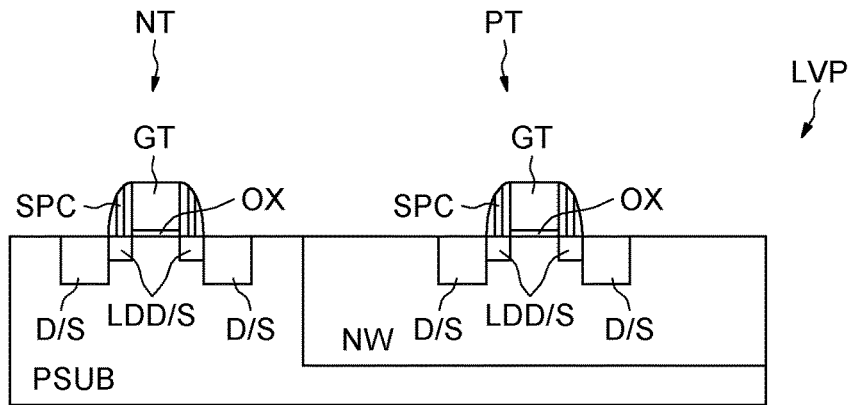 NT
PT
LVP
GT
GT
SPC
OX
SPC
OX
D/S
LDD/S
D/S
D/S
LDD/S
D/S
NW
PSUB